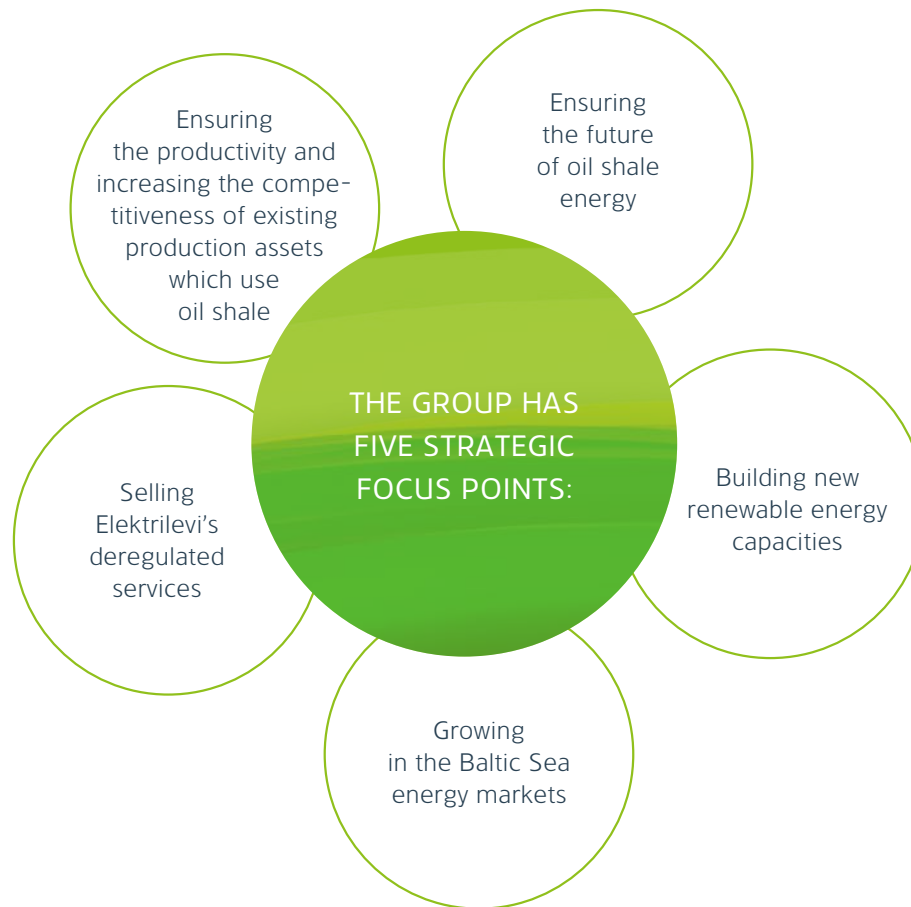 Ensuring
the productivity and
increasing the compe-
titiveness of existing
production assets
which use
oil shale
Ensuring
the future
of oil shale
energy
THE GROUP HAS
FIVE STRATEGIC
FOCUS POINTS:
Selling
Elektrilevi’s
deregulated
services
Building new
renewable energy
capacities
Growing
in the Baltic Sea
energy markets